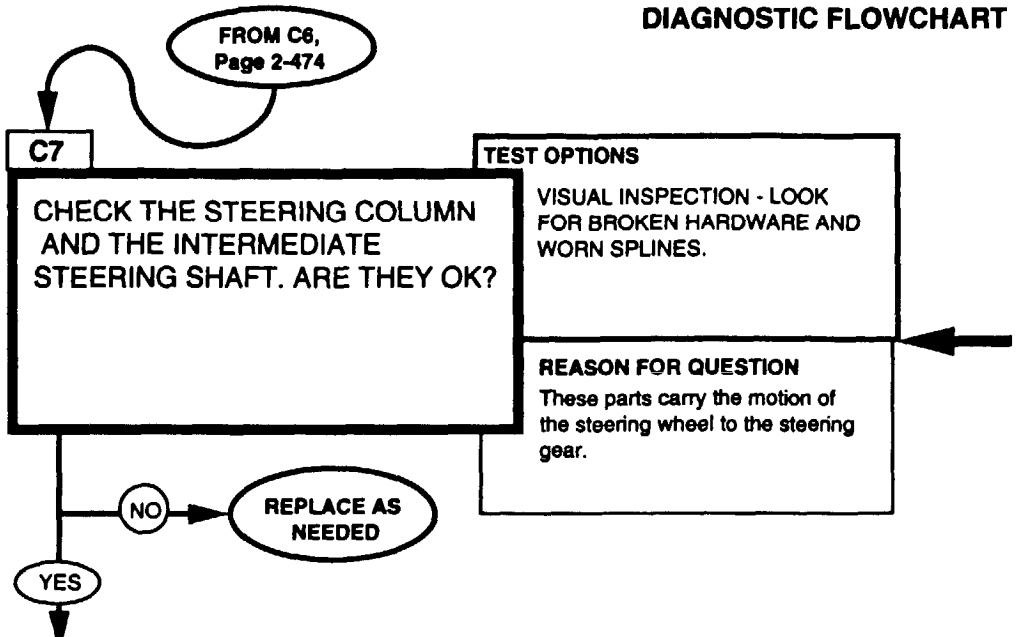 DIAGNOSTIC FLOWCHART
FROM C6,
Page 2-474
C7
CHECK THE STEERING COLUMN
AND THE INTERMEDIATE
STEERING SHAFT. ARE THEY OK?
TEST OPTIONS
VISUAL INSPECTION - LOOK
FOR BROKEN HARDWARE AND
WORN SPLINES.
REASON FOR QUESTION
These parts carry the motion of
the steering wheel to the steering
gear.
NO
REPLACE AS
NEEDED
YES